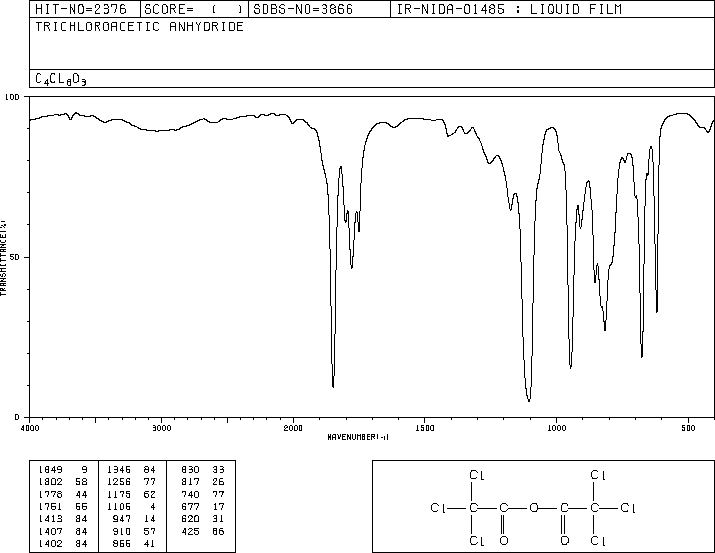 HIT-NO=2376 SCORE= ( ) SDBS-NO=3866 IR-NIDA-01485 : LIQUID FILM
TRICHLOROACETIC ANHYDRIDE
C4CL6O3
100
50
0
TRANSMITTANCE(%)
4000 3000 2000 1500 1000 500
WAVENUMBER(-1)
1849 9 1346 84 830 33
1802 58 1256 77 817 26
1778 44 1175 62 740 77
1751 55 1106 4 677 17
1413 84 947 14 620 31
1407 84 910 57 425 86
1402 84 866 41
Cl Cl
Cl C C O C C Cl
Cl O O Cl